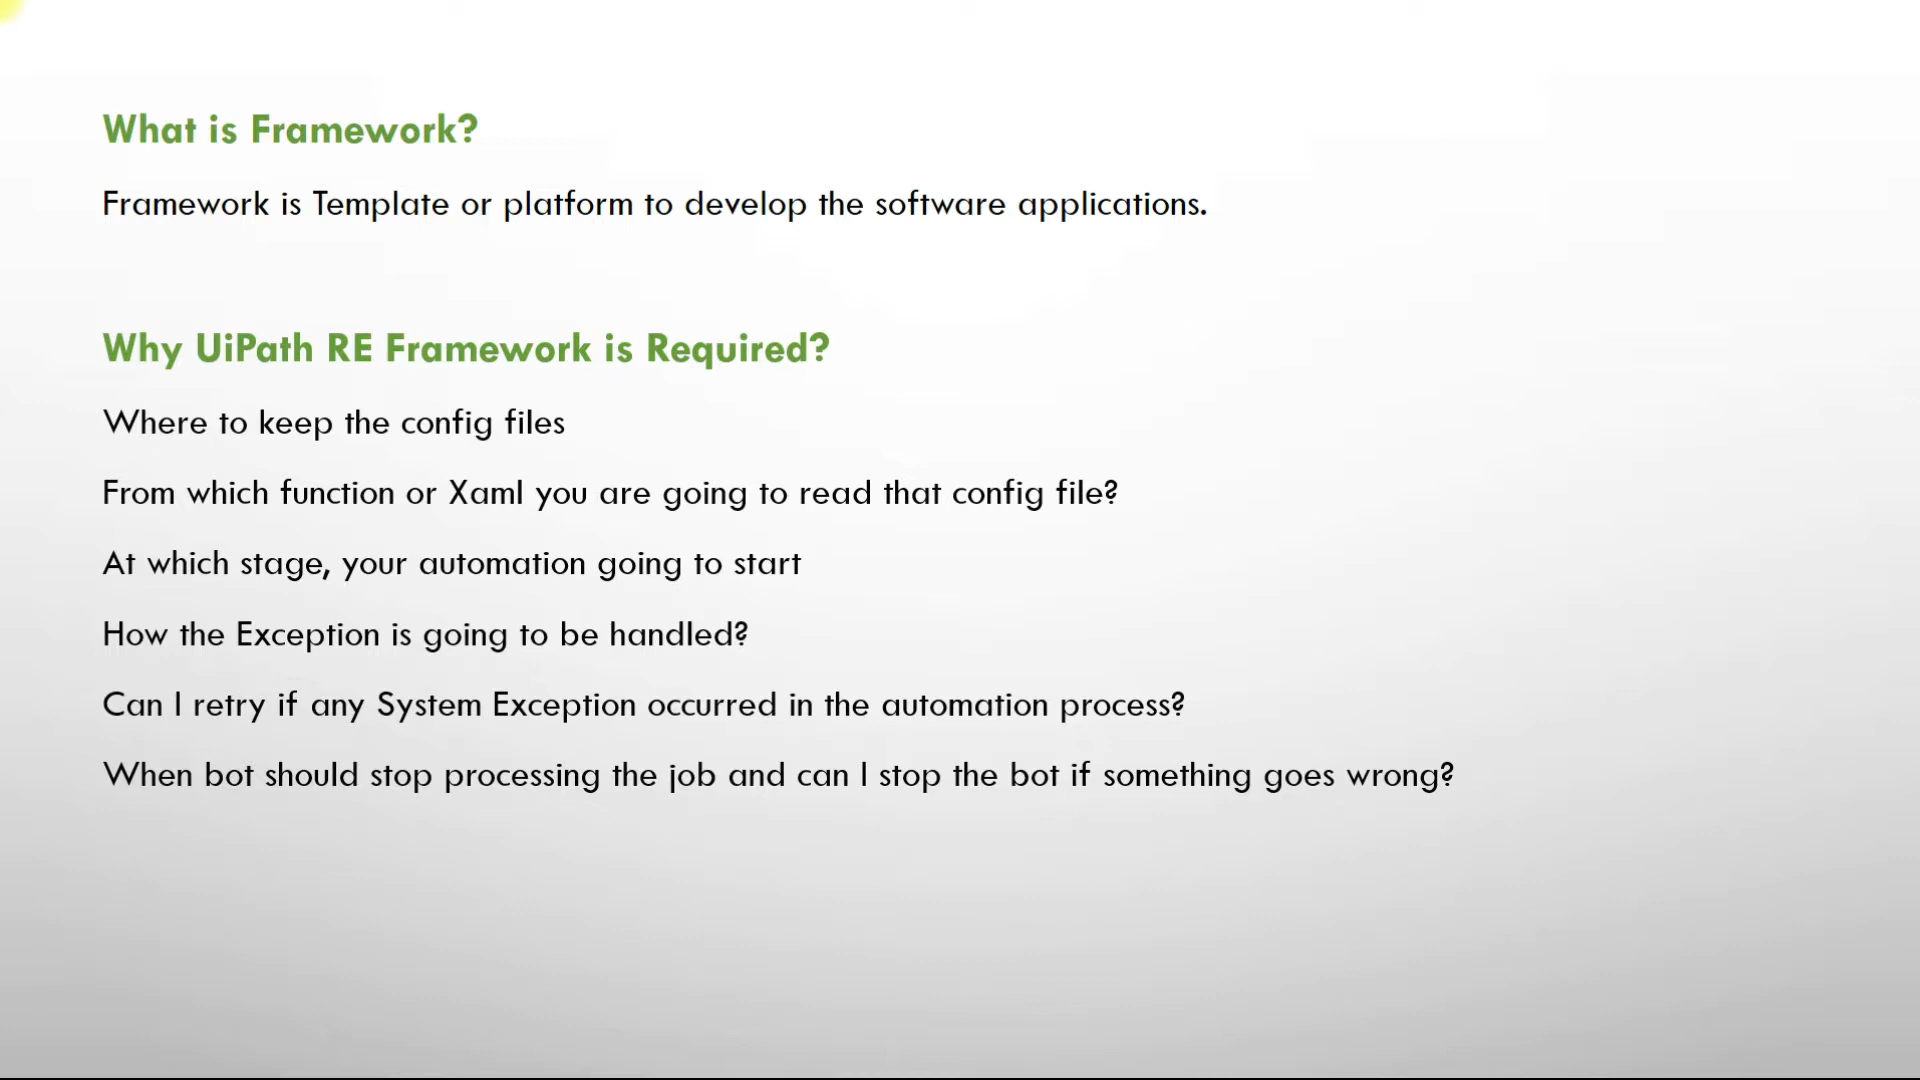 What is Framework?
Framework is Template or platform to develop the software applications.
Why UiPath RE Framework is Required?
Where to keep the config files
From which function or Xaml you are going to read that config file?
At which stage, your automation going to start
How the Exception is going to be handled?
Can I retry if any System Exception occurred in the automation process?
When bot should stop processing the job and can I stop the bot if something goes wrong?